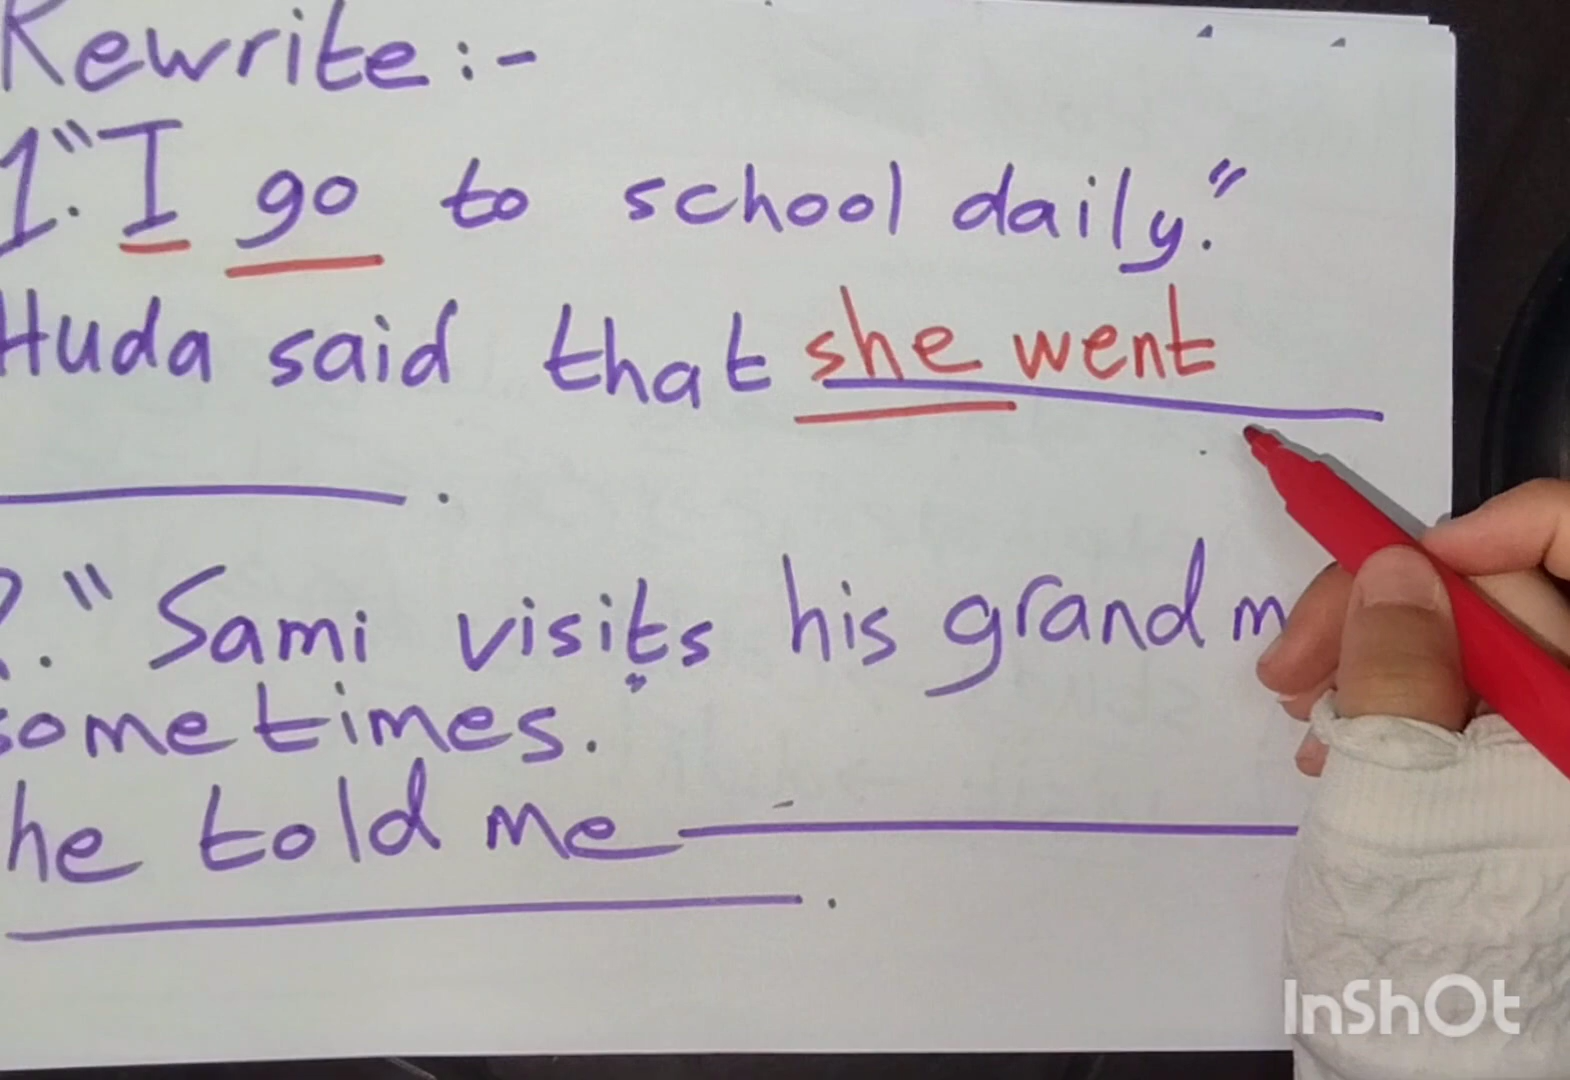 Rewrite:-
1. "I go to school daily."
Huda said that she went
.
2. "Sami visits his grand m
sometimes.
he told me
.
InShOt